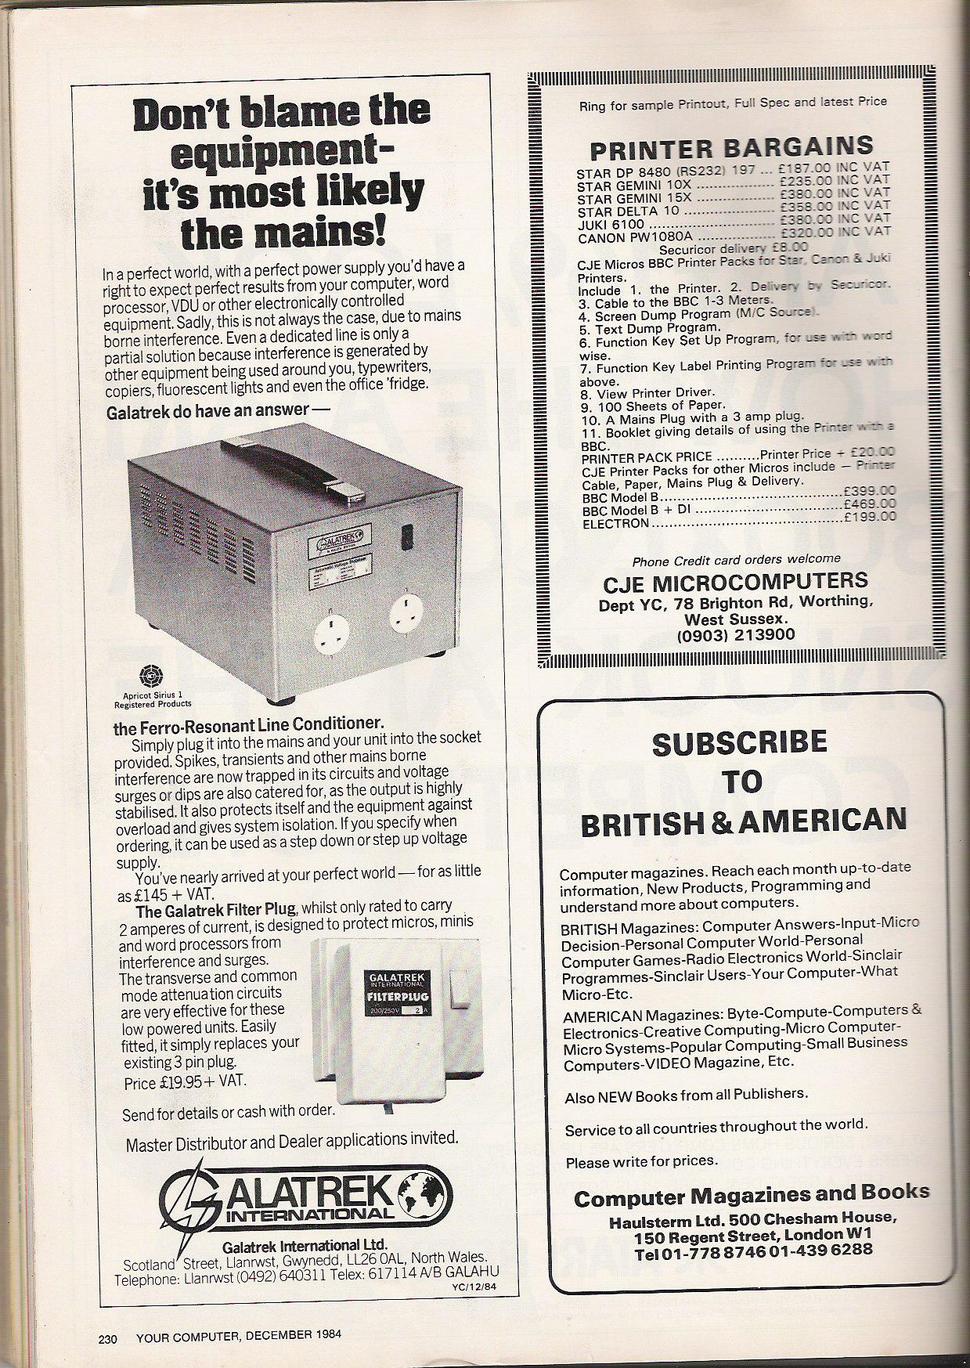 Don't blame the
equipment-
it's most likely
the mains!
In a perfect world, with a perfect power supply you'd have a
right to expect perfect results from your computer, word
processor, VDU or other electronically controlled
equipment. Sadly, this is not always the case, due to mains
borne interference. Even a dedicated line is only a
partial solution because interference is generated by
other equipment being used around you, typewriters,
copiers, fluorescent lights and even the office 'fridge.
Galatrek do have an answer —
GALATREK
Apricot Sirius 1
Registered Products
the Ferro-Resonant Line Conditioner.
Simply plug it into the mains and your unit into the socket
provided. Spikes, transients and other mains borne
interference are now trapped in its circuits and voltage
surges or dips are also catered for, as the output is highly
stabilised. It also protects itself and the equipment against
overload and gives system isolation. If you specify when
ordering, it can be used as a step down or step up voltage
supply.
You've nearly arrived at your perfect world — for as little
as £145 + VAT.
The Galatrek Filter Plug, whilst only rated to carry
2 amperes of current, is designed to protect micros, minis
and word processors from
interference and surges.
The transverse and common
mode attenuation circuits
are very effective for these
low powered units. Easily
fitted, it simply replaces your
existing 3 pin plug.
Price £19.95 + VAT.
GALATREK
INTERNATIONAL
FILTERPLUG
200/250V 2 A
Send for details or cash with order.
Master Distributor and Dealer applications invited.
GALATREK
INTERNATIONAL
Galatrek International Ltd.
Scotland Street, Llanrwst, Gwynedd, LL26 0AL, North Wales.
Telephone: Llanrwst (0492) 640311 Telex: 617114 A/B GALAHU
YC/12/84
Ring for sample Printout, Full Spec and latest Price
PRINTER BARGAINS
STAR DP 8480 (RS232) 197 ... £187.00 INC VAT
STAR GEMINI 10X ................. £235.00 INC VAT
STAR GEMINI 15X ................. £380.00 INC VAT
STAR DELTA 10 ................... £358.00 INC VAT
JUKI 6100 ........................... £380.00 INC VAT
CANON PW1080A ................ £320.00 INC VAT
Securicor delivery £8.00
CJE Micros BBC Printer Packs for Star, Canon & Juki
Printers.
Include 1. the Printer. 2. Delivery by Securicor.
3. Cable to the BBC 1-3 Meters.
4. Screen Dump Program (M/C Source).
5. Text Dump Program.
6. Function Key Set Up Program, for use with word
wise.
7. Function Key Label Printing Program for use with
above.
8. View Printer Driver.
9. 100 Sheets of Paper.
10. A Mains Plug with a 3 amp plug.
11. Booklet giving details of using the Printer with a
BBC.
PRINTER PACK PRICE ..........Printer Price + £20.00
CJE Printer Packs for other Micros include — Printer
Cable, Paper, Mains Plug & Delivery.
BBC Model B..........................................£399.00
BBC Model B + DI ..................................£469.00
ELECTRON............................................£199.00
Phone Credit card orders welcome
CJE MICROCOMPUTERS
Dept YC, 78 Brighton Rd, Worthing,
West Sussex.
(0903) 213900
SUBSCRIBE
TO
BRITISH & AMERICAN
Computer magazines. Reach each month up-to-date
information, New Products, Programming and
understand more about computers.
BRITISH Magazines: Computer Answers-Input-Micro
Decision-Personal Computer World-Personal
Computer Games-Radio Electronics World-Sinclair
Programmes-Sinclair Users-Your Computer-What
Micro-Etc.
AMERICAN Magazines: Byte-Compute-Computers &
Electronics-Creative Computing-Micro Computer-
Micro Systems-Popular Computing-Small Business
Computers-VIDEO Magazine, Etc.
Also NEW Books from all Publishers.
Service to all countries throughout the world.
Please write for prices.
Computer Magazines and Books
Haulsterm Ltd. 500 Chesham House,
150 Regent Street, London W1
Tel 01-778 8746 01-439 6288
230 YOUR COMPUTER, DECEMBER 1984